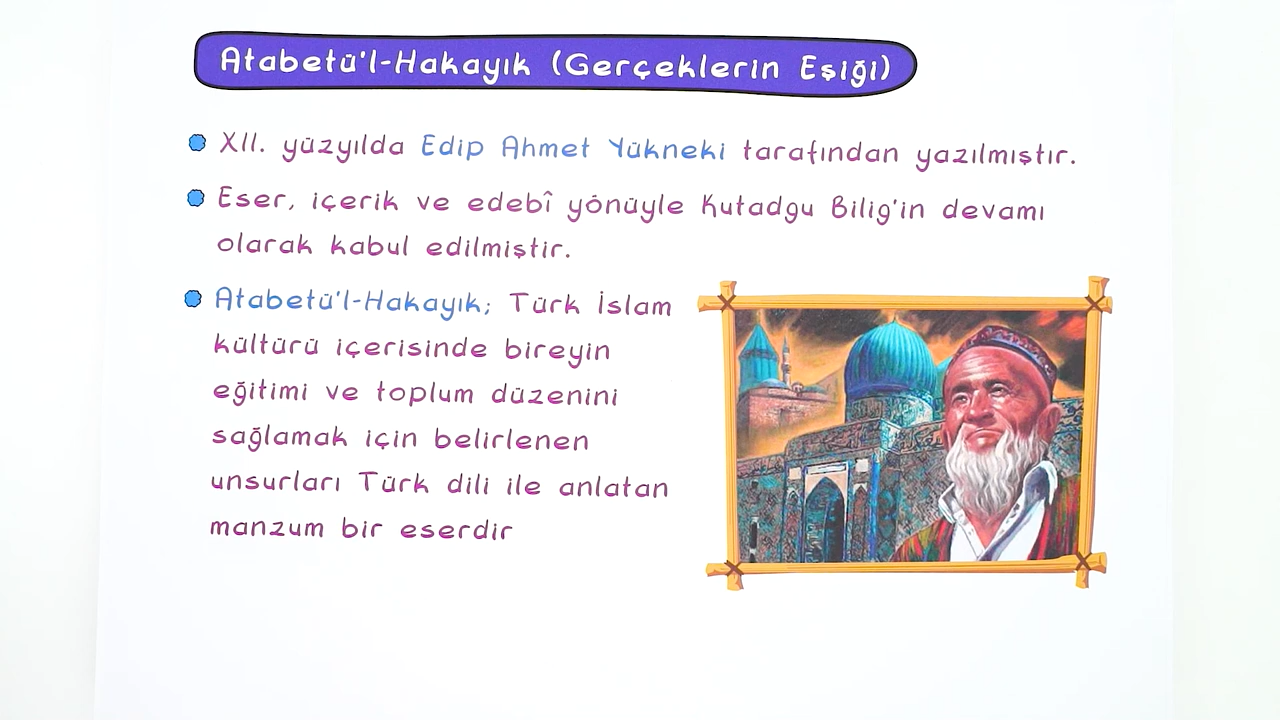 Atabetü'l-Hakayık (Gerçeklerin Eşiği)
XII. yüzyılda Edip Ahmet Yükneki tarafından yazılmıştır.
Eser, içerik ve edebî yönüyle Kutadgu Bilig'in devamı
olarak kabul edilmiştir.
Atabetü'l-Hakayık; Türk İslam
kültürü içerisinde bireyin
eğitimi ve toplum düzenini
sağlamak için belirlenen
unsurları Türk dili ile anlatan
manzum bir eserdir